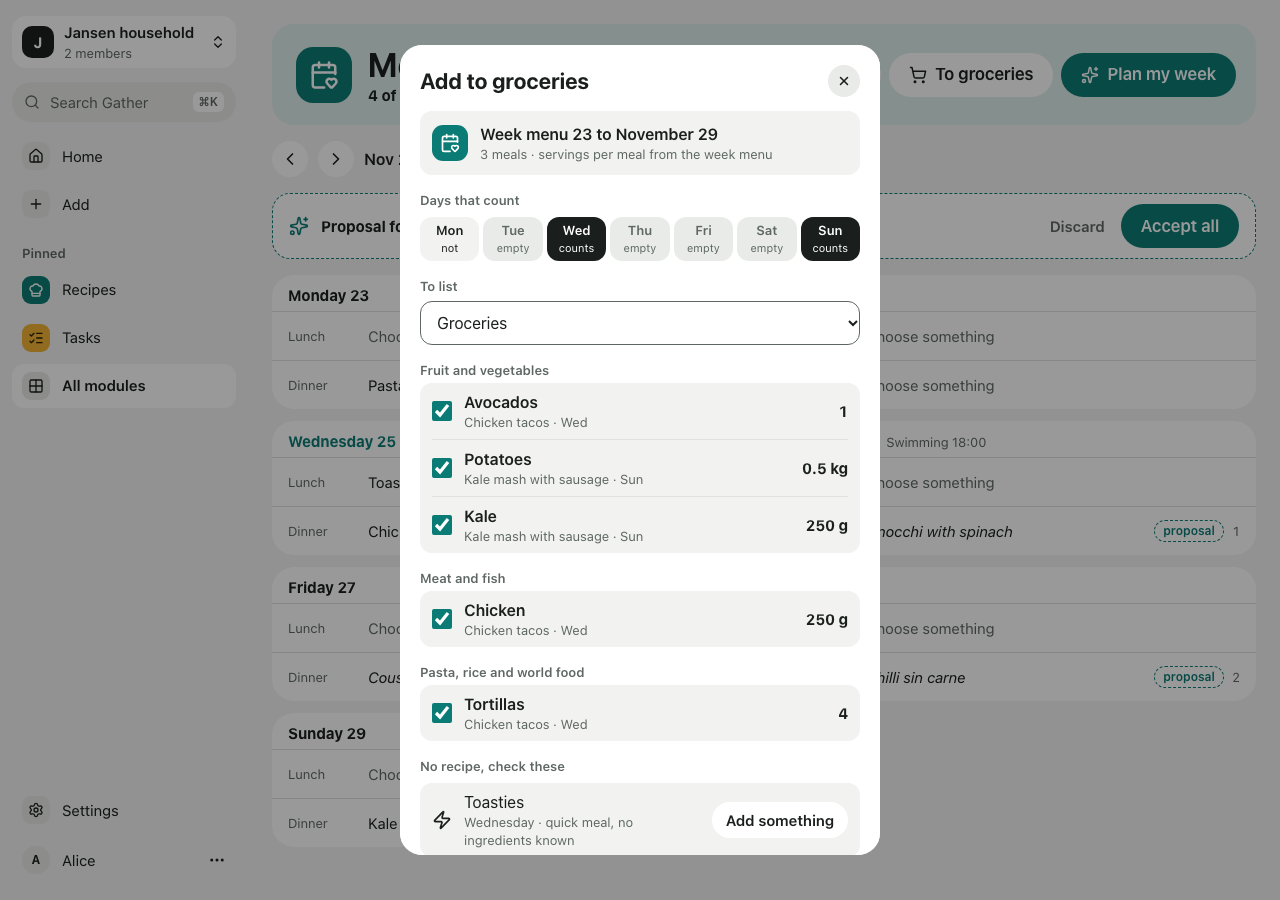 Jansen household
2 members
J
Search Gather
⌘K
Home
Add
Pinned
Recipes
Tasks
All modules
Settings
A
Alice
4 of
To groceries
Plan my week
Nov
Discard
Accept all
Monday 23
Lunch
Dinner
Wednesday 25
Swimming 18:00
Lunch
Dinner
proposal
1
Friday 27
Lunch
Dinner
proposal
2
Sunday 29
Lunch
Dinner
Kale
Add to groceries
Week menu 23 to November 29
3 meals · servings per meal from the week menu
Days that count
Mon not
Tue empty
Wed counts
Thu empty
Fri empty
Sat empty
Sun counts
To list
Groceries
Fruit and vegetables
Avocados
1
Chicken tacos · Wed
Potatoes
0.5 kg
Kale mash with sausage · Sun
Kale
250 g
Kale mash with sausage · Sun
Meat and fish
Chicken
250 g
Chicken tacos · Wed
Pasta, rice and world food
Tortillas
4
Chicken tacos · Wed
No recipe, check these
Toasties
Wednesday · quick meal, no
ingredients known
Add something